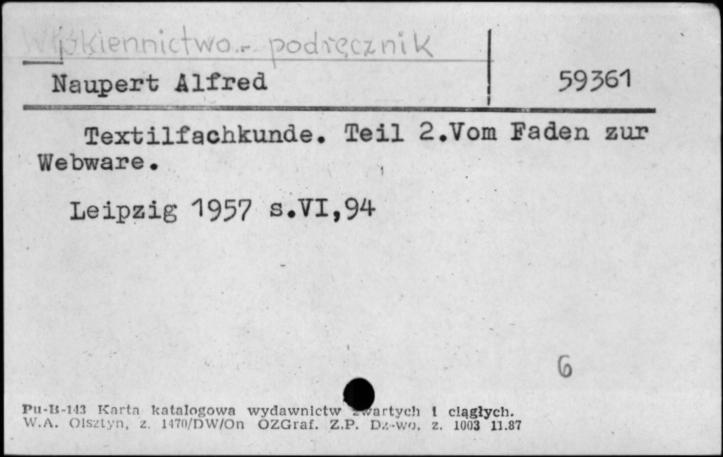 Włókiennictwo - podręcznik
Naupert Alfred 59361
Textilfachkunde. Teil 2.Vom Faden zur
Webware.
Leipzig 1957 s.VI,94
6
Pu-B-143 Karta katalogowa wydawnictw zwartych i ciągłych.
W.A. Olsztyn, z. 1470/DW/On OZGraf. Z.P. Dz-wo, z. 1003 11.87